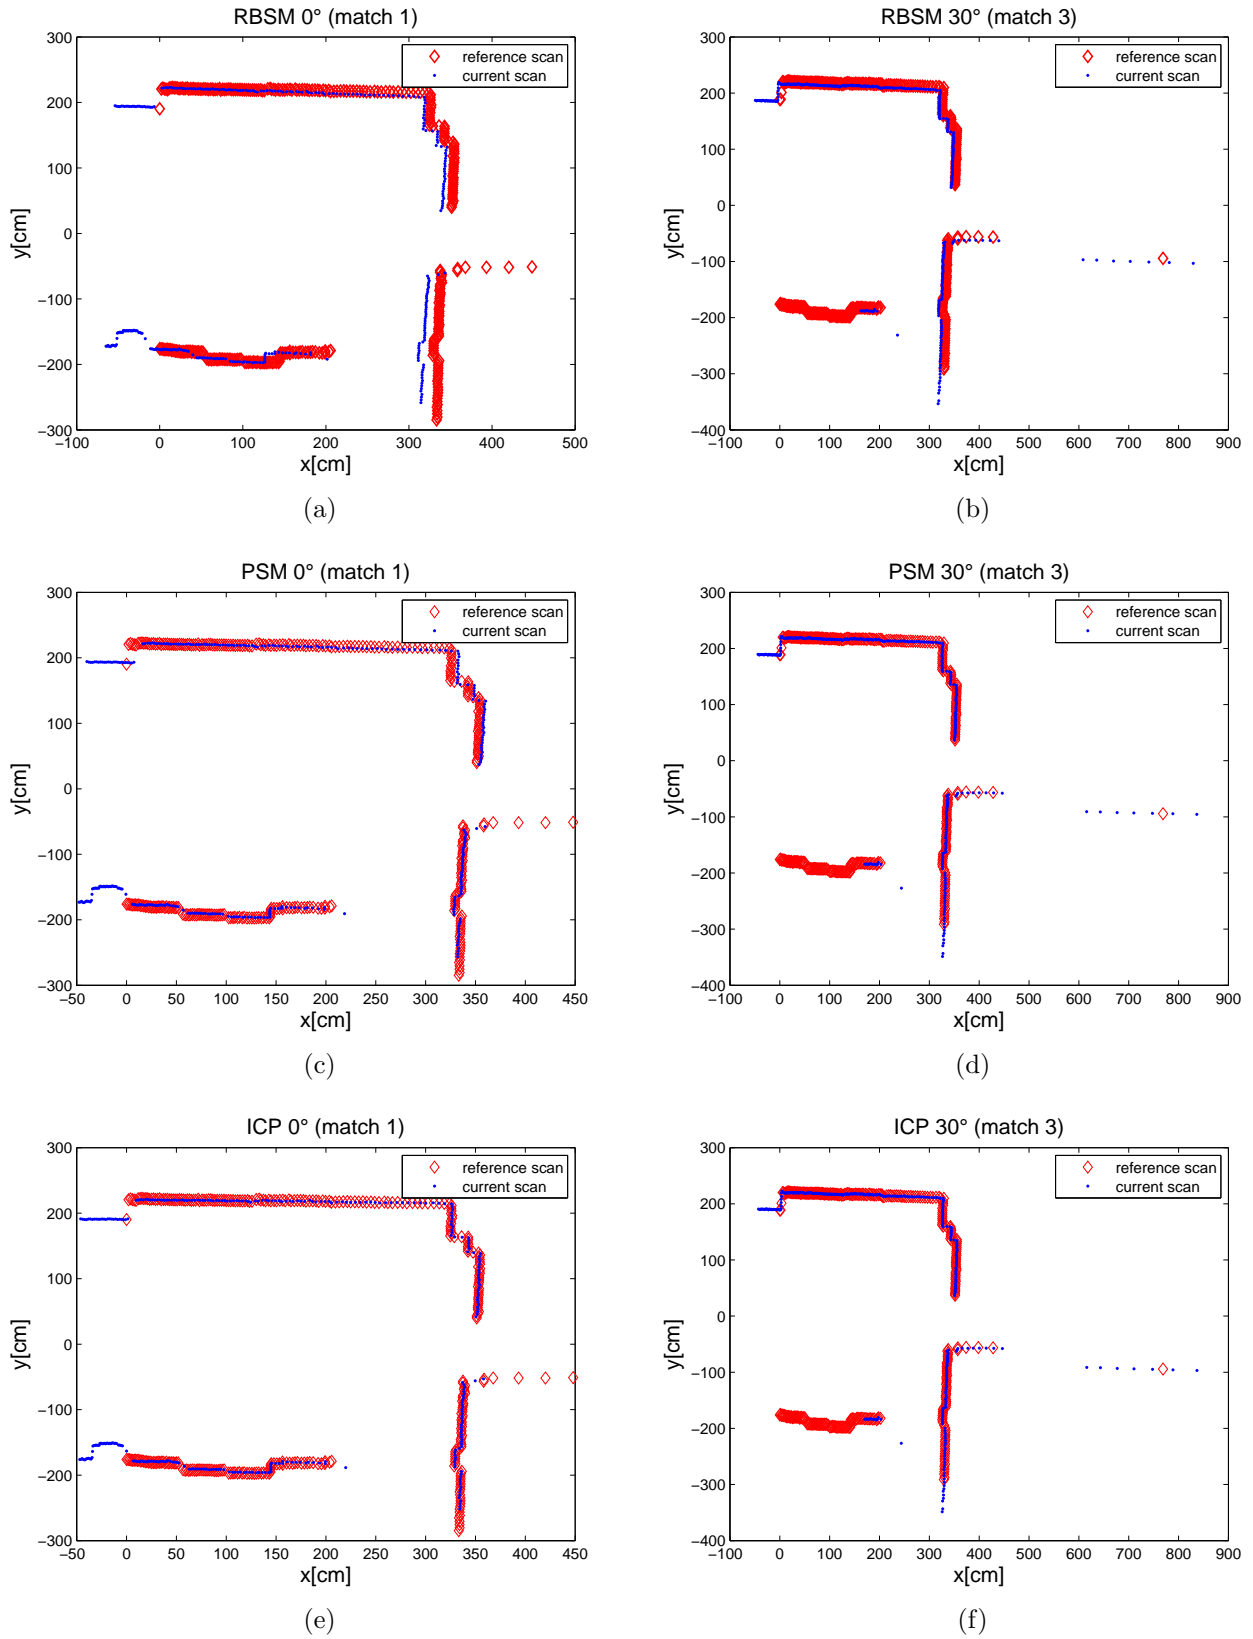 RBSM 0° (match 1)
300
200
100
0
−100
−200
−300
−100
0
100
200
300
400
500
x[cm]
y[cm]
reference scan
current scan
(a)
RBSM 30° (match 3)
300
200
100
0
−100
−200
−300
−400
−100
0
100
200
300
400
500
600
700
800
900
x[cm]
y[cm]
reference scan
current scan
(b)
PSM 0° (match 1)
300
200
100
0
−100
−200
−300
−50
0
50
100
150
200
250
300
350
400
450
x[cm]
y[cm]
reference scan
current scan
(c)
PSM 30° (match 3)
300
200
100
0
−100
−200
−300
−400
−100
0
100
200
300
400
500
600
700
800
900
x[cm]
y[cm]
reference scan
current scan
(d)
ICP 0° (match 1)
300
200
100
0
−100
−200
−300
−50
0
50
100
150
200
250
300
350
400
450
x[cm]
y[cm]
reference scan
current scan
(e)
ICP 30° (match 3)
300
200
100
0
−100
−200
−300
−400
−100
0
100
200
300
400
500
600
700
800
900
x[cm]
y[cm]
reference scan
current scan
(f)